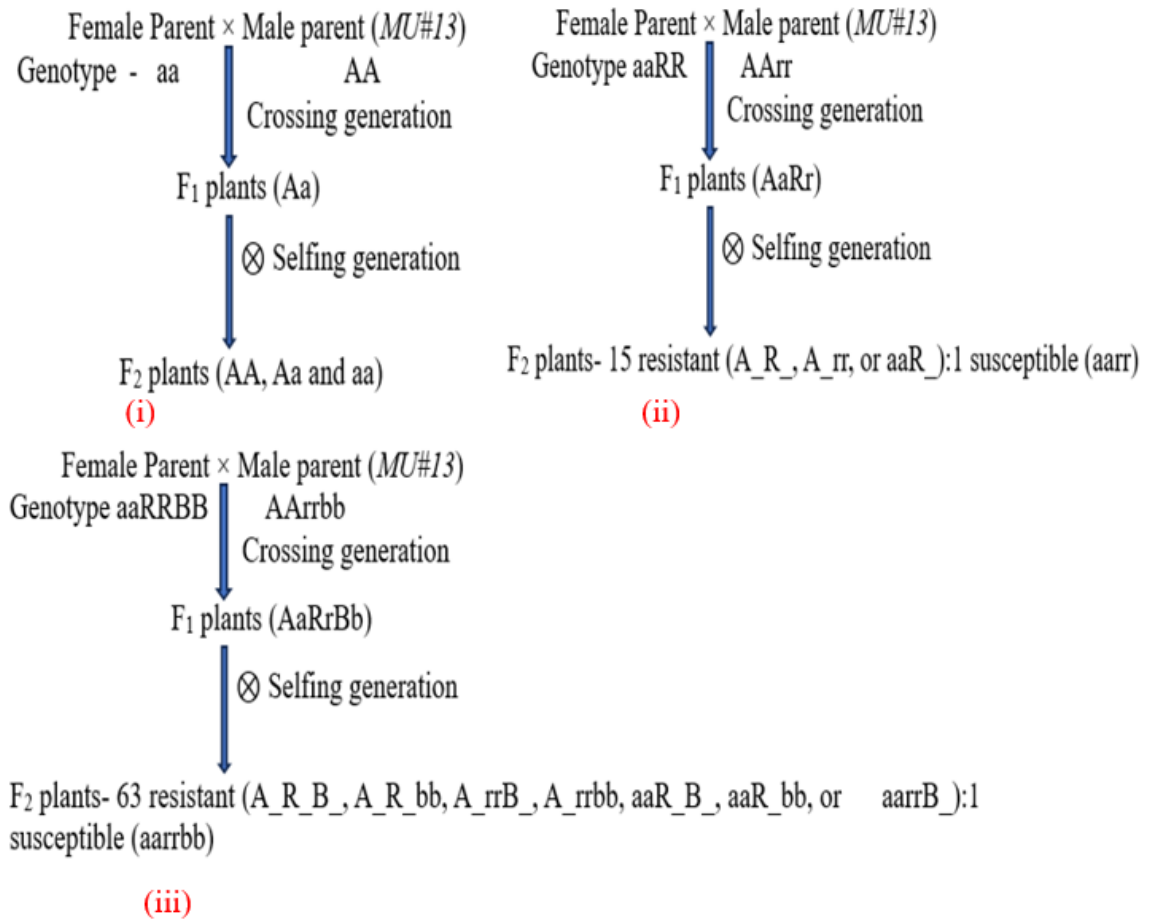 Female Parent × Male parent (MU#13)
Genotype - aa AA
Crossing generation
F₁ plants (Aa)
⊗ Selfing generation
F₂ plants (AA, Aa and aa)
(i)
Female Parent × Male parent (MU#13)
Genotype aaRR AArr
Crossing generation
F₁ plants (AaRr)
⊗ Selfing generation
F₂ plants- 15 resistant (A_R_, A_rr, or aaR_):1 susceptible (aarr)
(ii)
Female Parent × Male parent (MU#13)
Genotype aaRRBB AArrbb
Crossing generation
F₁ plants (AaRrBb)
⊗ Selfing generation
F₂ plants- 63 resistant (A_R_B_, A_R_bb, A_rrB_, A_rrbb, aaR_B_, aaR_bb, or aarrB_):1
susceptible (aarrbb)
(iii)